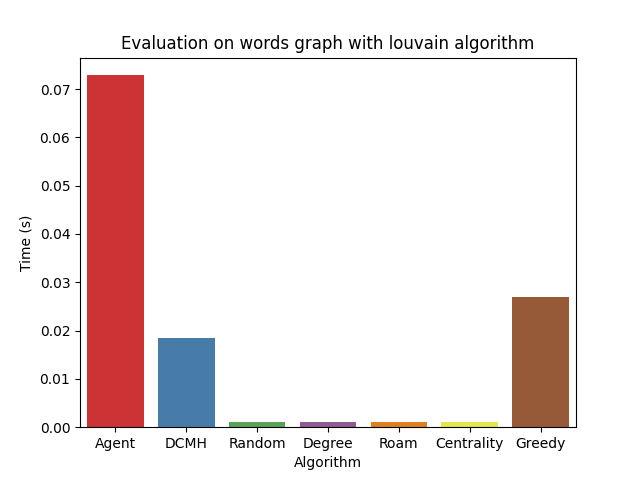 Evaluation on words graph with louvain algorithm
Time (s)
0.07
0.06
0.05
0.04
0.03
0.02
0.01
0.00
Agent DCMH Random Degree Roam Centrality Greedy
Algorithm